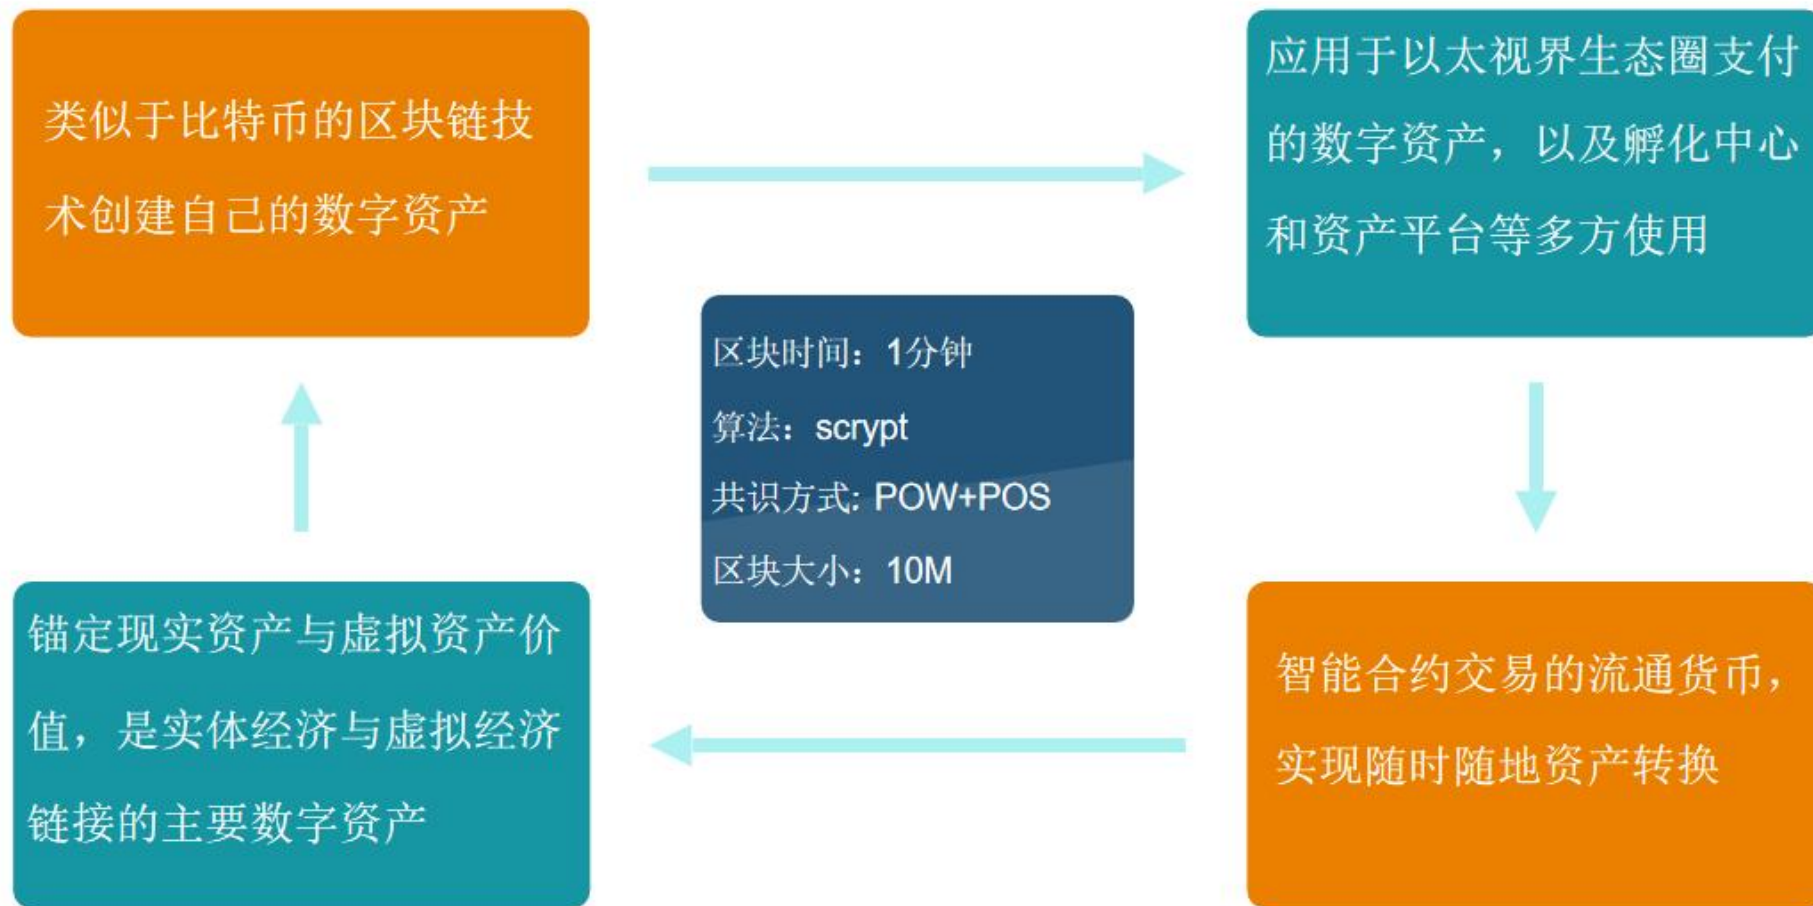 类似于比特币的区块链技
术创建自己的数字资产
应用于以太视界生态圈支付
的数字资产，以及孵化中心
和资产平台等多方使用
区块时间：1分钟
算法：scrypt
共识方式: POW+POS
区块大小：10M
锚定现实资产与虚拟资产价
值，是实体经济与虚拟经济
链接的主要数字资产
智能合约交易的流通货币，
实现随时随地资产转换